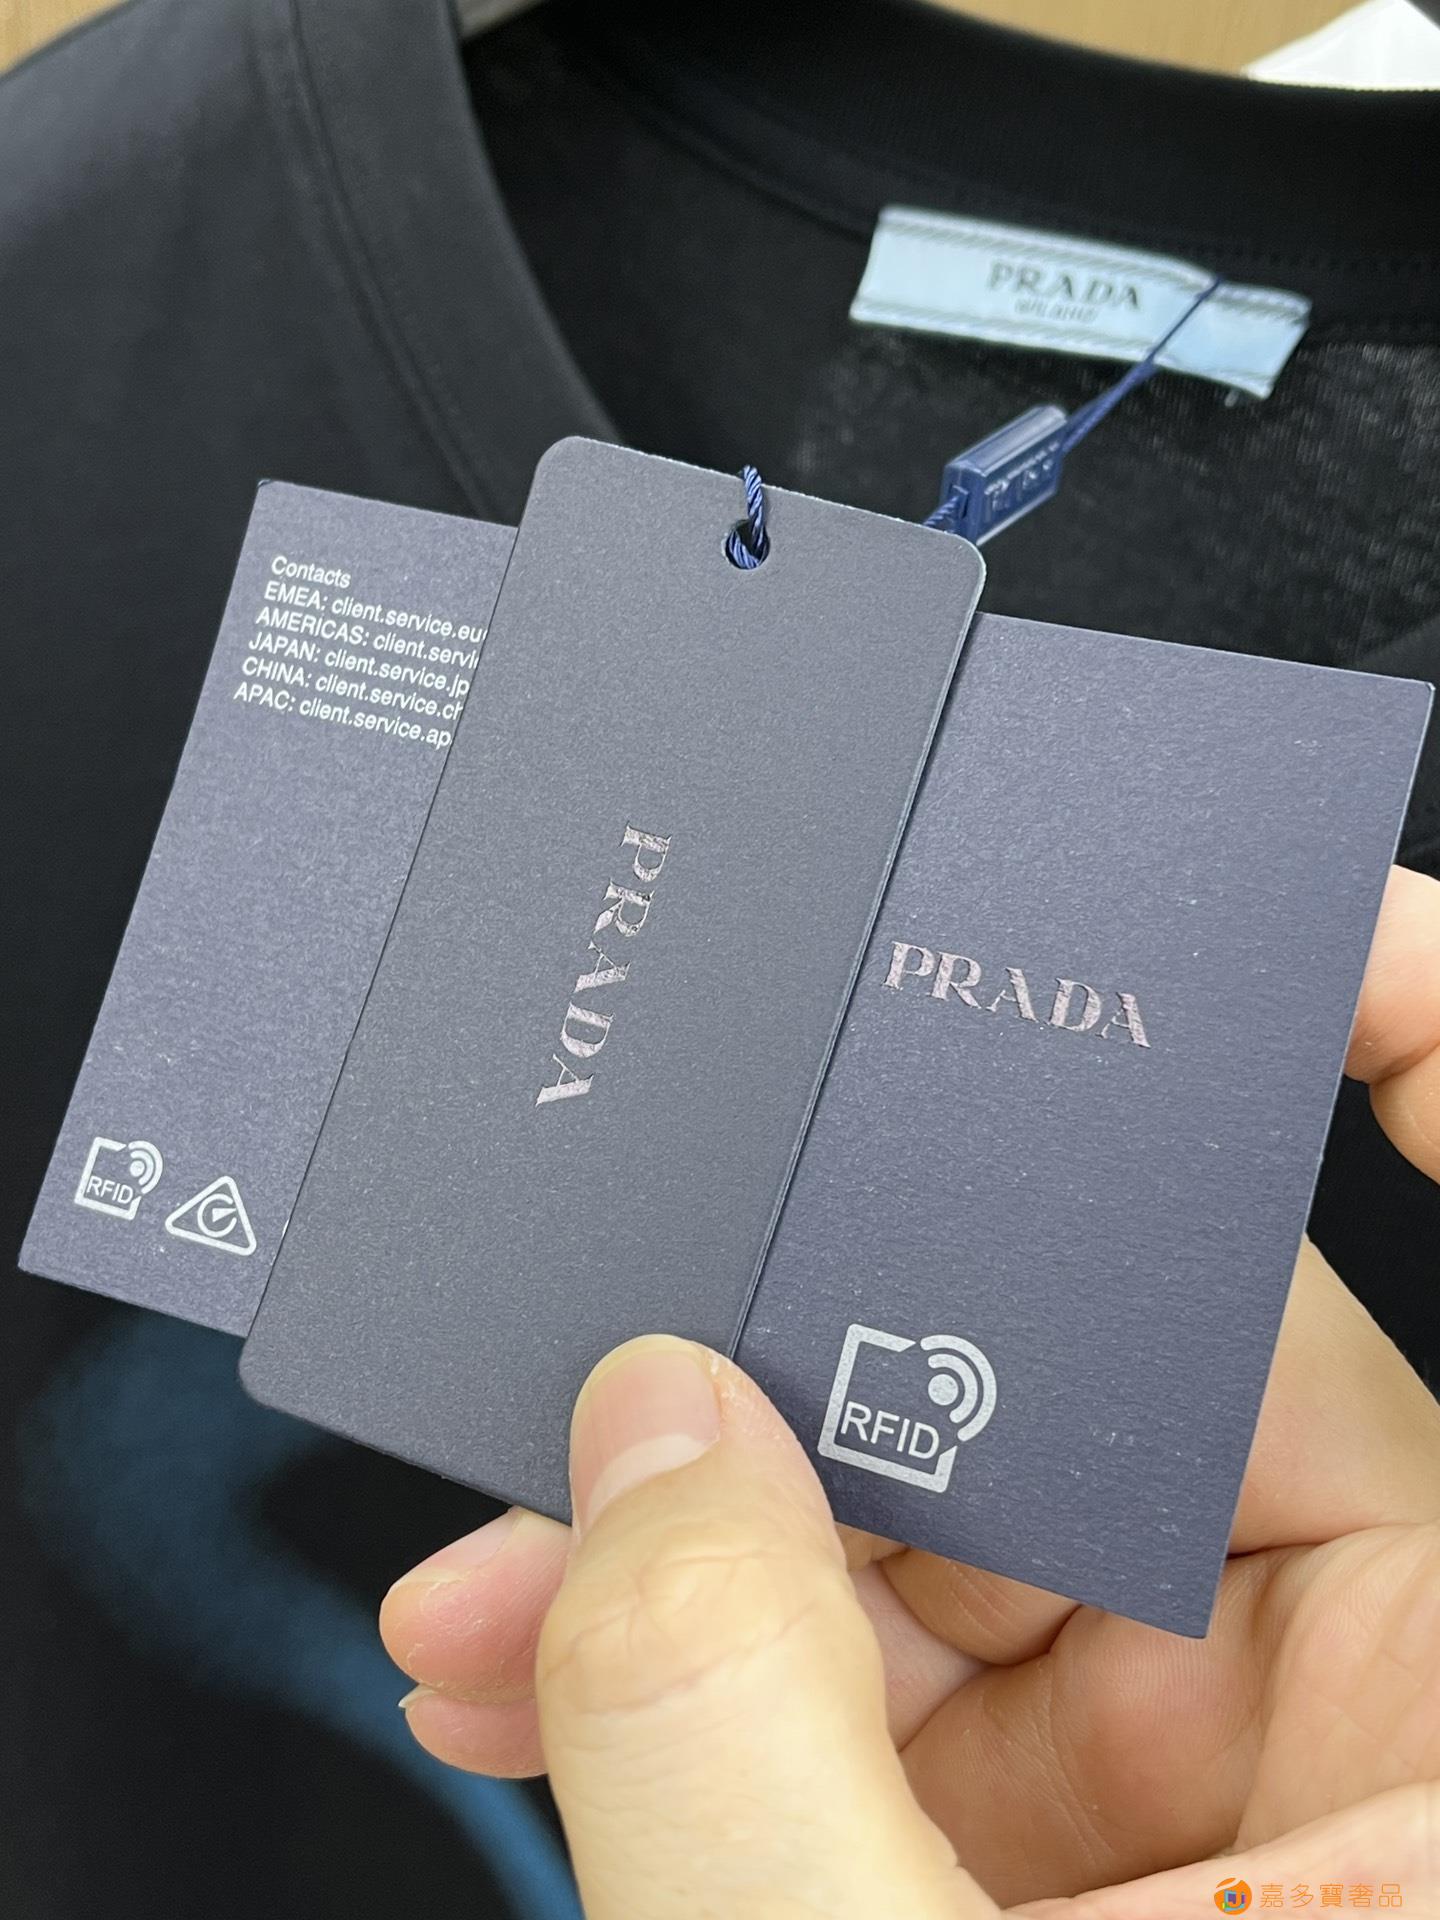 PRADA
MILANO
Contacts
EMEA: client.service.eu
AMERICAS: client.servi
JAPAN: client.service.jp
CHINA: client.service.ch
APAC: client.service.ap
PRADA
PRADA
RFID
RFID
嘉多寶奢品